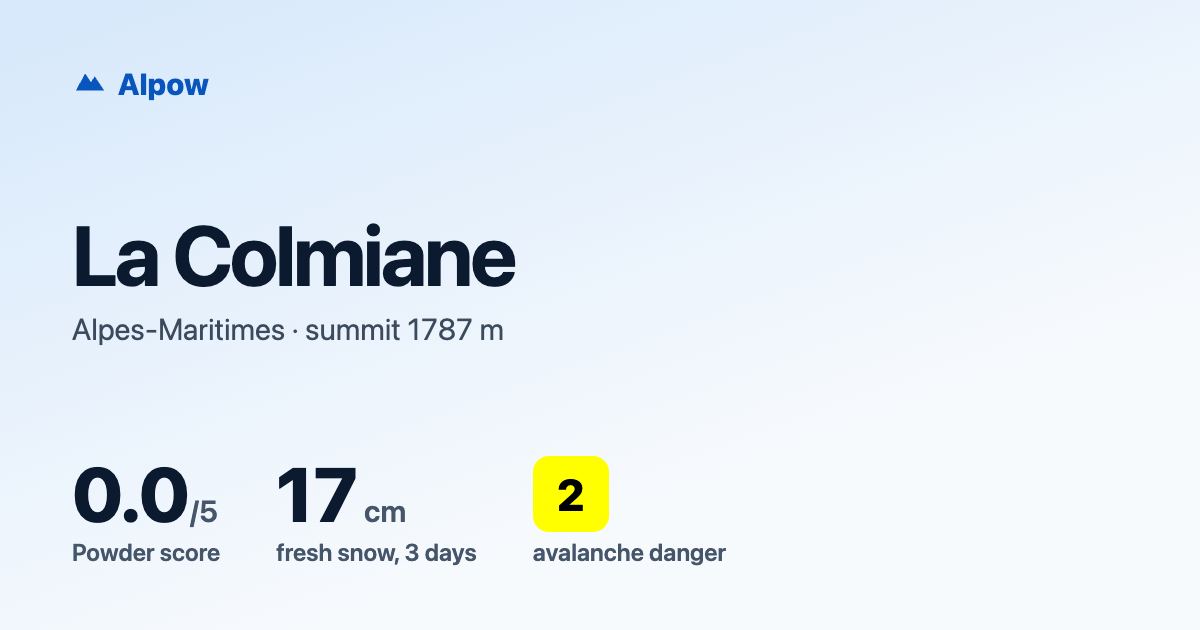 Alpow
La Colmiane
Alpes-Maritimes · summit 1787 m
0.0/5
Powder score
17 cm
fresh snow, 3 days
2
avalanche danger